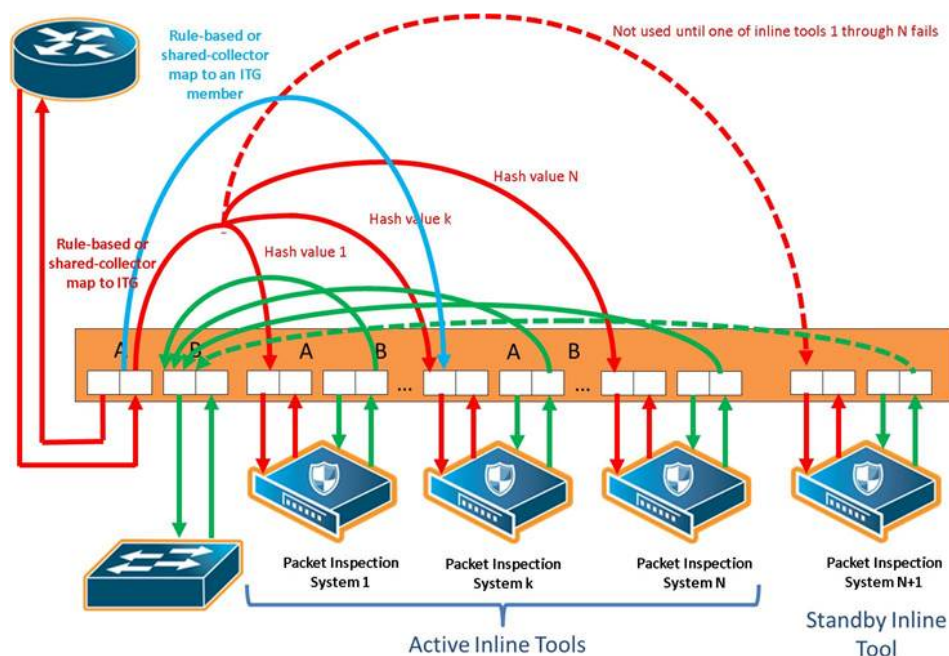 Rule-based or
shared-collector
map to an ITG
member
Not used until one of inline tools 1 through N fails
Hash value N
Hash value k
Hash value 1
Rule-based or
shared-collector
map to ITG
A B A B A B
... ...
Packet Inspection
System 1
Packet Inspection
System k
Packet Inspection
System N
Packet Inspection
System N+1
Active Inline Tools
Standby Inline
Tool